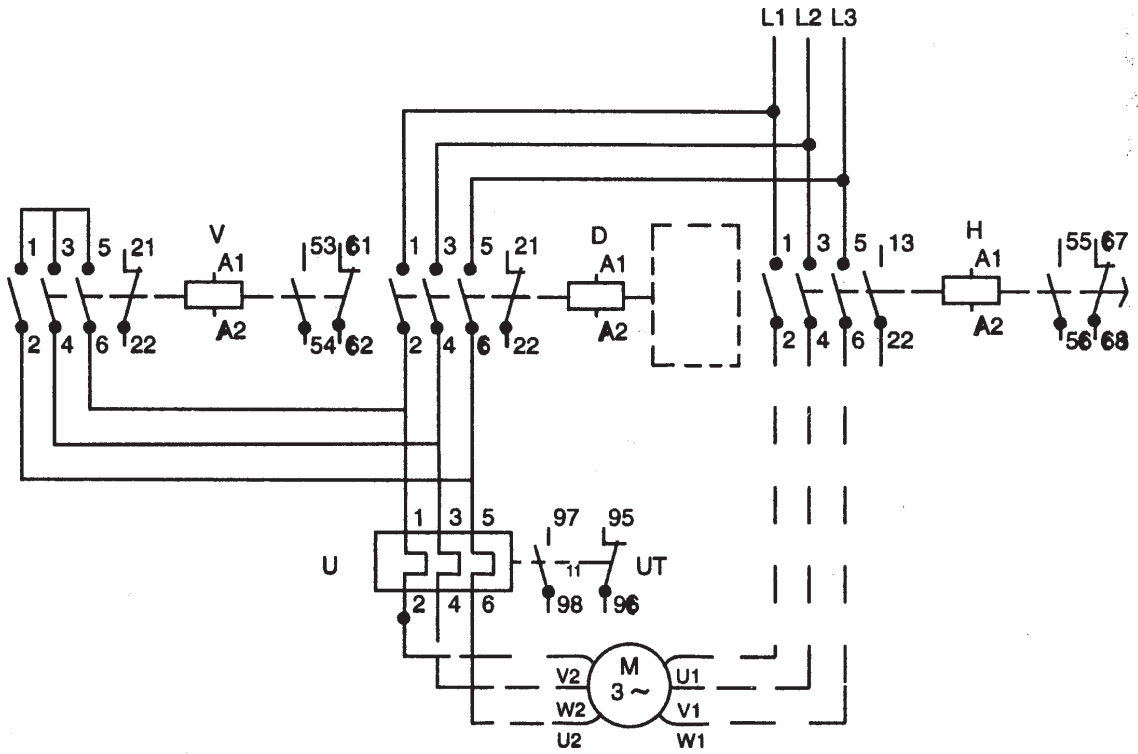 L1 L2 L3
1 3 5 21 V A1 53 61 1 3 5 21 D A1 1 3 5 13 H A1 55 67
2 4 6 22 A2 54 62 2 4 6 22 A2 2 4 6 22 A2 56 68
1 3 5 97 95
U 11 UT
2 4 6 98 96
M
V2 3~ U1
W2 V1
U2 W1